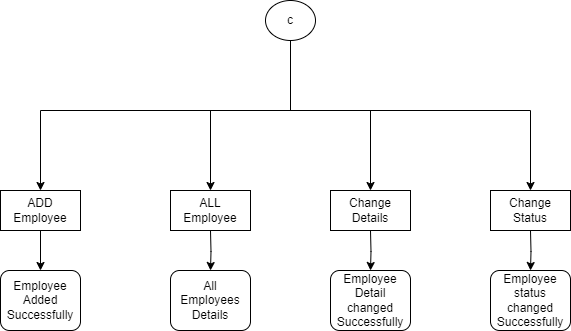 c
ADD
Employee
ALL
Employee
Change
Details
Change
Status
Employee
Added
Successfully
All
Employees
Details
Employee
Detail
changed
Successfully
Employee
status
changed
Successfully